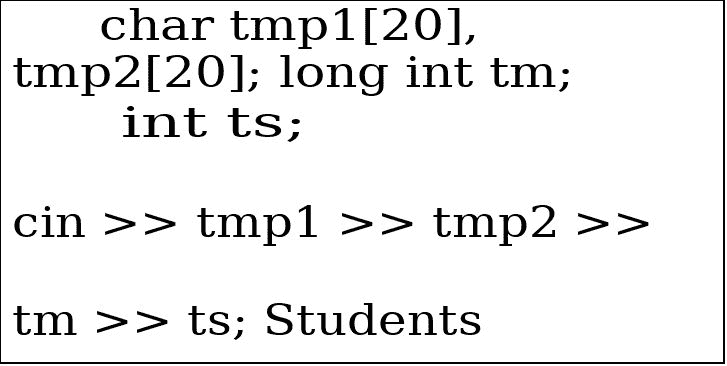 char tmp1[20],
tmp2[20]; long int tm;
int ts;
cin >> tmp1 >> tmp2 >>
tm >> ts; Students